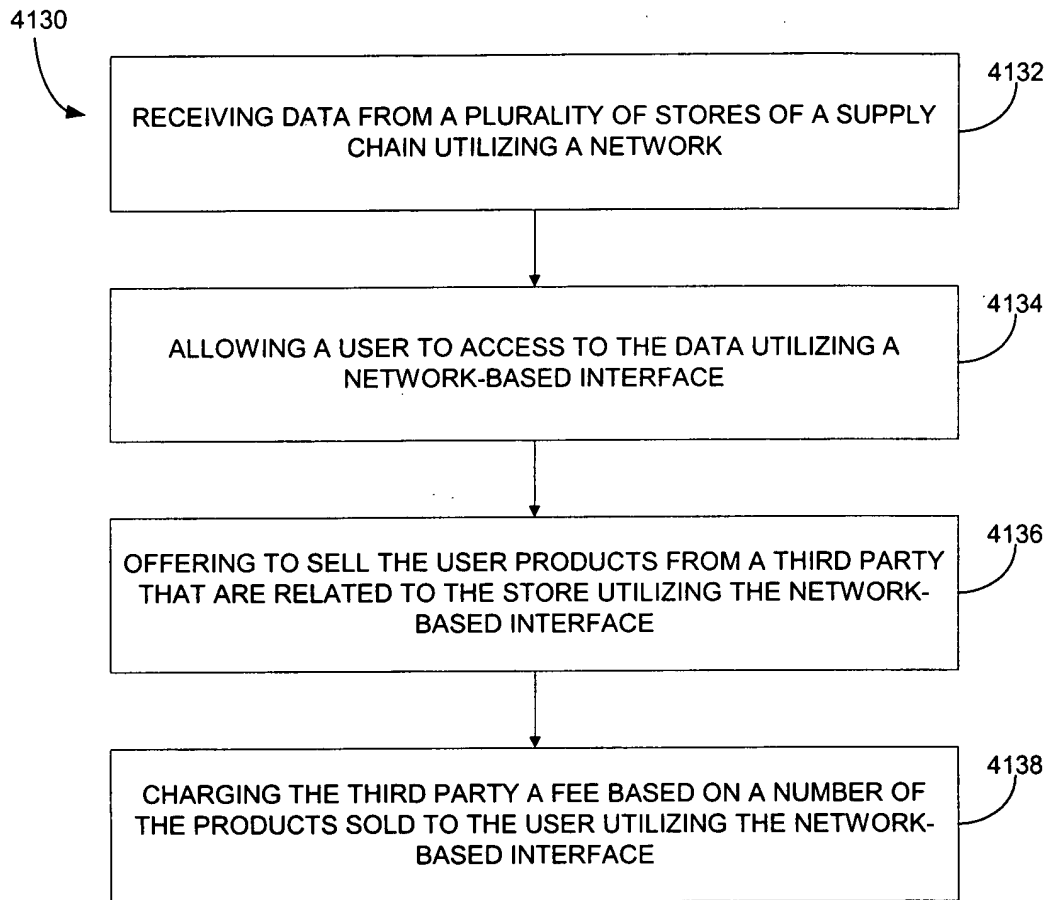 4130
4132
RECEIVING DATA FROM A PLURALITY OF STORES OF A SUPPLY
CHAIN UTILIZING A NETWORK
4134
ALLOWING A USER TO ACCESS TO THE DATA UTILIZING A
NETWORK-BASED INTERFACE
4136
OFFERING TO SELL THE USER PRODUCTS FROM A THIRD PARTY
THAT ARE RELATED TO THE STORE UTILIZING THE NETWORK-
BASED INTERFACE
4138
CHARGING THE THIRD PARTY A FEE BASED ON A NUMBER OF
THE PRODUCTS SOLD TO THE USER UTILIZING THE NETWORK-
BASED INTERFACE